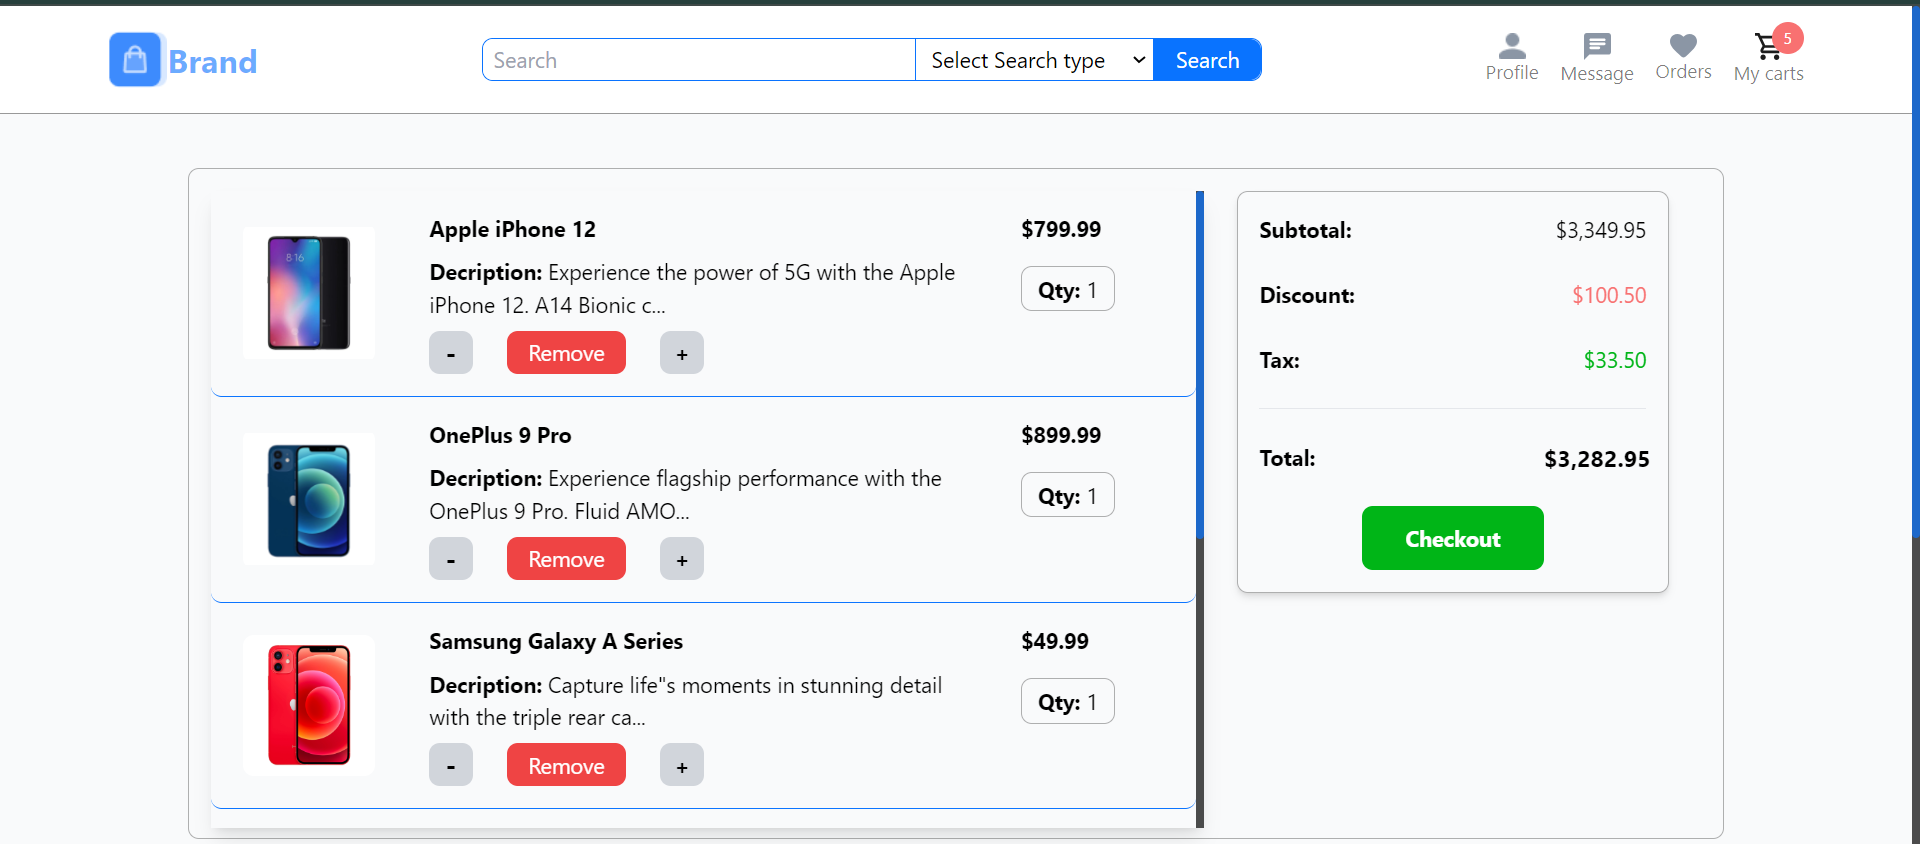 Brand
Search
Select Search type
Search
Profile
Message
Orders
5
My carts
Apple iPhone 12
$799.99
Decription: Experience the power of 5G with the Apple
iPhone 12. A14 Bionic c...
Qty: 1
-
Remove
+
OnePlus 9 Pro
$899.99
Decription: Experience flagship performance with the
OnePlus 9 Pro. Fluid AMO...
Qty: 1
-
Remove
+
Samsung Galaxy A Series
$49.99
Decription: Capture life"s moments in stunning detail
with the triple rear ca...
Qty: 1
-
Remove
+
Subtotal: $3,349.95
Discount: $100.50
Tax: $33.50
Total: $3,282.95
Checkout
8 16